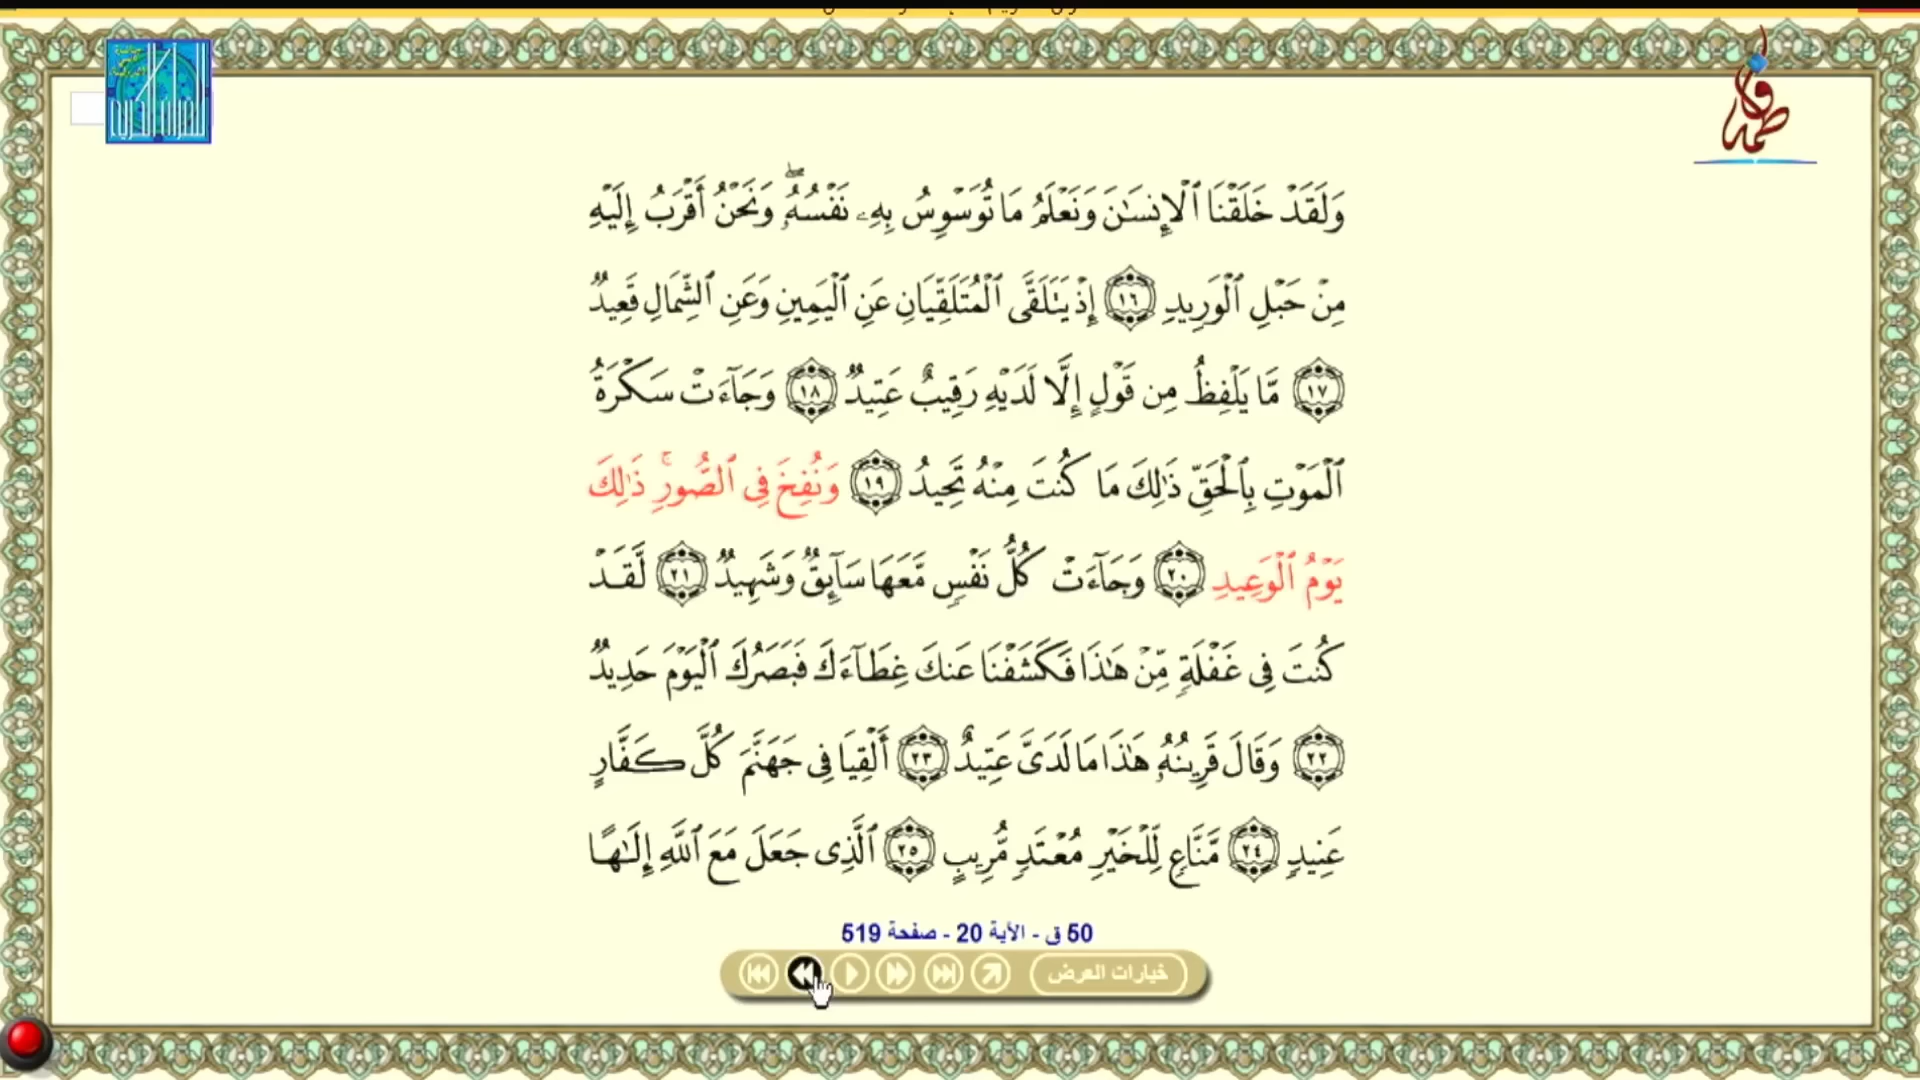 وَلَقَدْ خَلَقْنَا ٱلْإِنسَـٰنَ وَنَعْلَمُ مَا تُوَسْوِسُ بِهِۦ نَفْسُهُۥ ۖ وَنَحْنُ أَقْرَبُ إِلَيْهِ
مِنْ حَبْلِ ٱلْوَرِيدِ ١٦ إِذْ يَتَلَقَّى ٱلْمُتَلَقِّيَانِ عَنِ ٱلْيَمِينِ وَعَنِ ٱلشِّمَالِ قَعِيدٌ
١٧ مَّا يَلْفِظُ مِن قَوْلٍ إِلَّا لَدَيْهِ رَقِيبٌ عَتِيدٌ ١٨ وَجَآءَتْ سَكْرَةُ
ٱلْمَوْتِ بِٱلْحَقِّ ذَٰلِكَ مَا كُنتَ مِنْهُ تَحِيدُ ١٩ وَنُفِخَ فِى ٱلصُّورِ ۚ ذَٰلِكَ
يَوْمُ ٱلْوَعِيدِ ٢٠ وَجَآءَتْ كُلُّ نَفْسٍ مَّعَهَا سَآئِقٌ وَشَهِيدٌ ٢١ لَّقَدْ
كُنتَ فِى غَفْلَةٍ مِّنْ هَـٰذَا فَكَشَفْنَا عَنكَ غِطَآءَكَ فَبَصَرُكَ ٱلْيَوْمَ حَدِيدٌ
٢٢ وَقَالَ قَرِينُهُۥ هَـٰذَا مَا لَدَىَّ عَتِيدٌ ٢٣ أَلْقِيَا فِى جَهَنَّمَ كُلَّ كَفَّارٍ
عَنِيدٍ ٢٤ مَّنَّاعٍ لِّلْخَيْرِ مُعْتَدٍ مُّرِيبٍ ٢٥ ٱلَّذِى جَعَلَ مَعَ ٱللَّهِ إِلَـٰهًا
50 ق - الأية 20 - صفحة 519
خيارات العرض